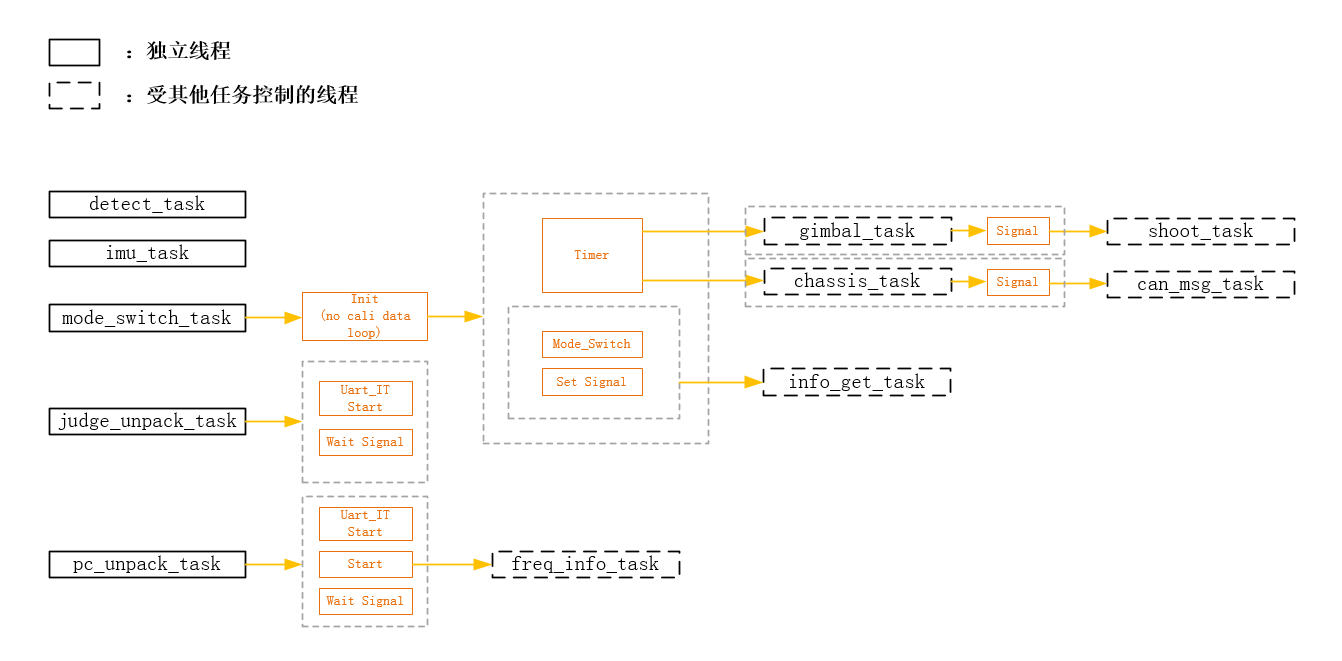 ：独立线程
：受其他任务控制的线程
detect_task
imu_task
mode_switch_task
Init
(no cali data
loop)
Timer
gimbal_task
Signal
shoot_task
chassis_task
Signal
can_msg_task
Mode_Switch
Set Signal
info_get_task
judge_unpack_task
Uart_IT
Start
Wait Signal
pc_unpack_task
Uart_IT
Start
Start
Wait Signal
freq_info_task